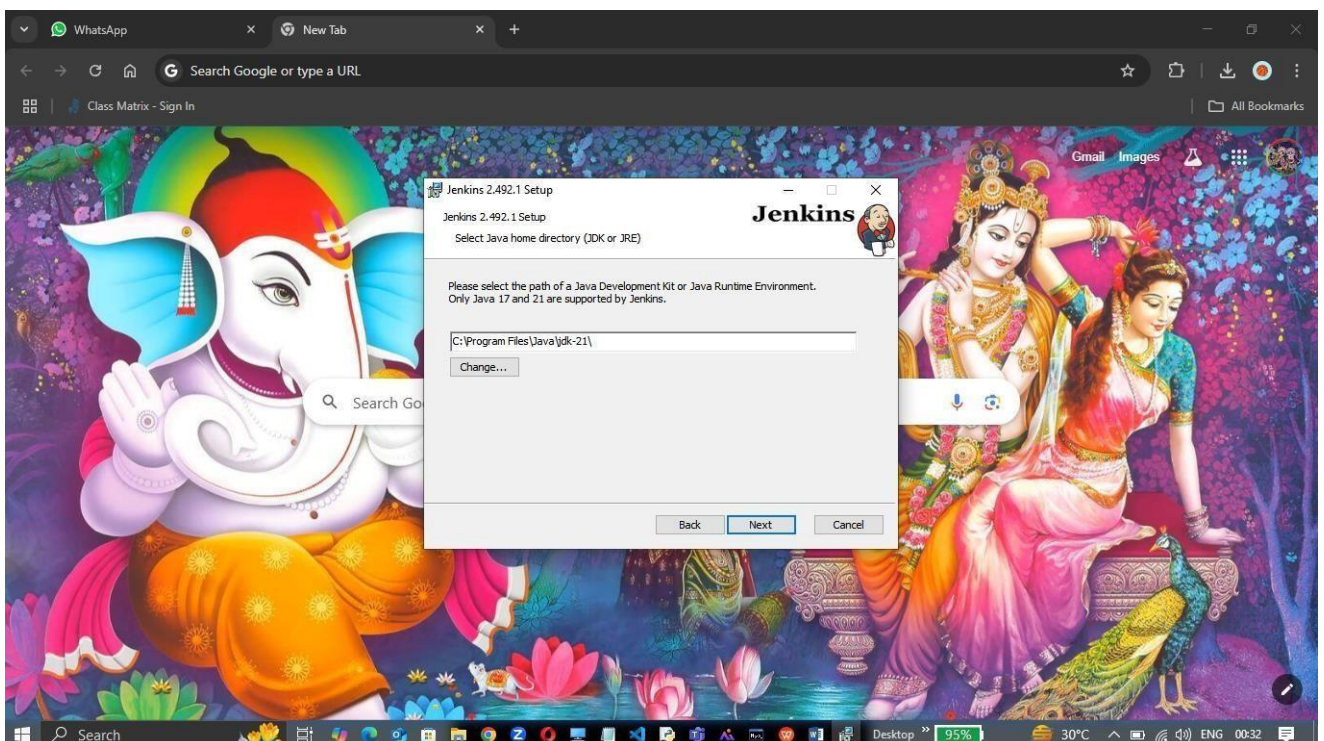 WhatsApp
New Tab
Search Google or type a URL
Class Matrix - Sign In
All Bookmarks
Gmail Images
Jenkins 2.492.1 Setup
Jenkins 2.492.1 Setup
Jenkins
Select Java home directory (JDK or JRE)
Please select the path of a Java Development Kit or Java Runtime Environment.
Only Java 17 and 21 are supported by Jenkins.
C:\Program Files\Java\jdk-21\
Change...
Search Go
Back Next Cancel
Search
Desktop
95%
30°C
ENG 00:32